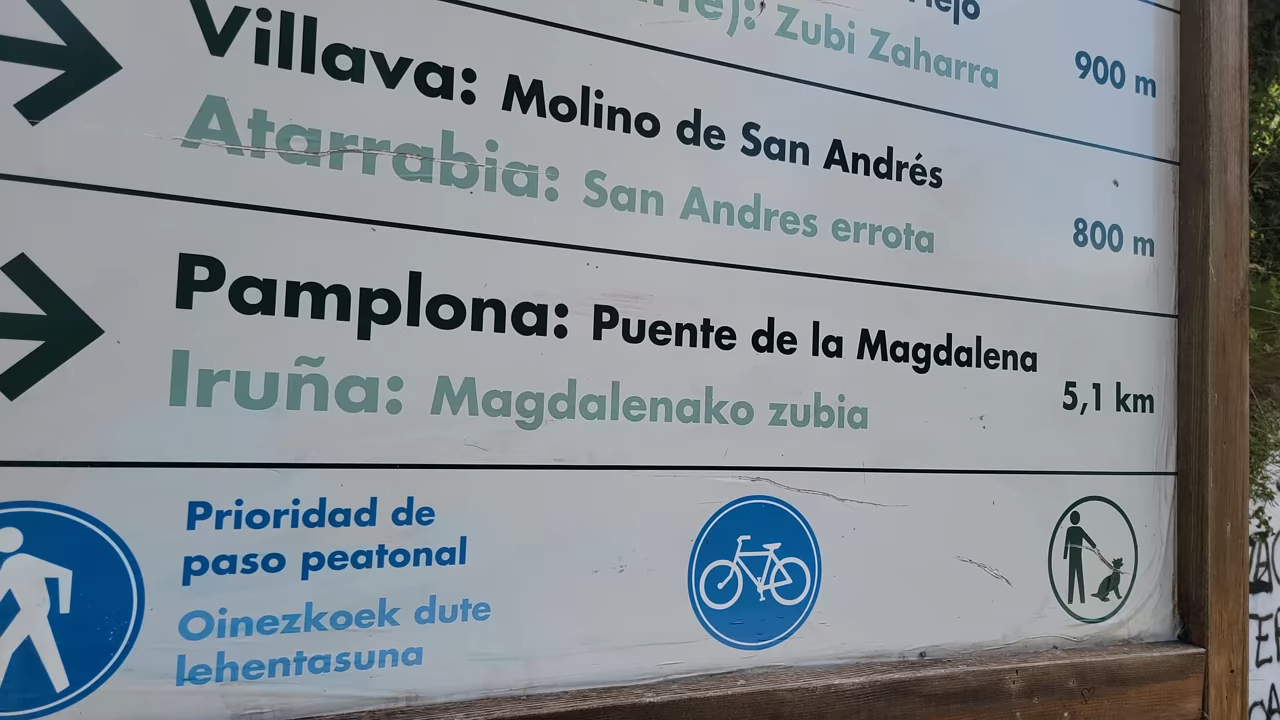 Zubi Zaharra
900 m
Villava: Molino de San Andrés
Atarrabia: San Andres errota
800 m
Pamplona: Puente de la Magdalena
Iruña: Magdalenako zubia
5,1 km
Prioridad de
paso peatonal
Oinezkoek dute
lehentasuna